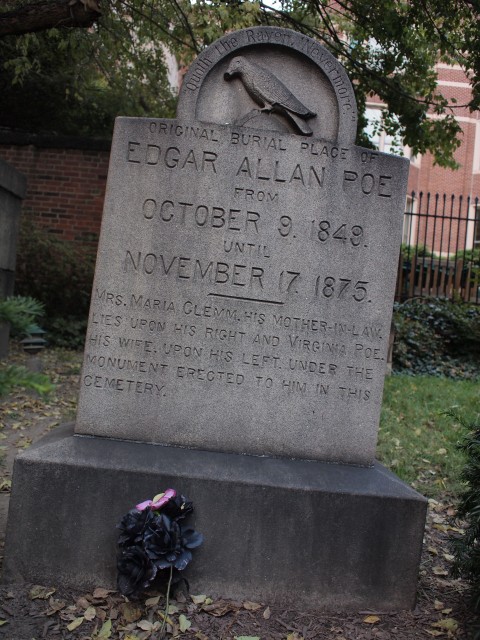 Quoth the Raven, Nevermore
ORIGINAL BURIAL PLACE OF
EDGAR ALLAN POE
FROM
OCTOBER 9. 1849.
UNTIL
NOVEMBER 17. 1875.
MRS. MARIA CLEMM, HIS MOTHER-IN-LAW,
LIES UPON HIS RIGHT AND VIRGINIA POE,
HIS WIFE, UPON HIS LEFT, UNDER THE
MONUMENT ERECTED TO HIM IN THIS
CEMETERY.